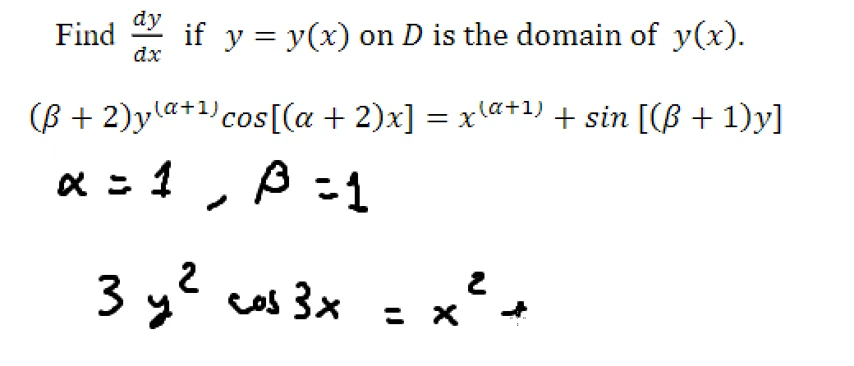 Find dy/dx if y = y(x) on D is the domain of y(x).
(β + 2)y^(α+1) cos[(α + 2)x] = x^(α+1) + sin [(β + 1)y]
α = 1 , β = 1
3 y² cos 3x = x² +